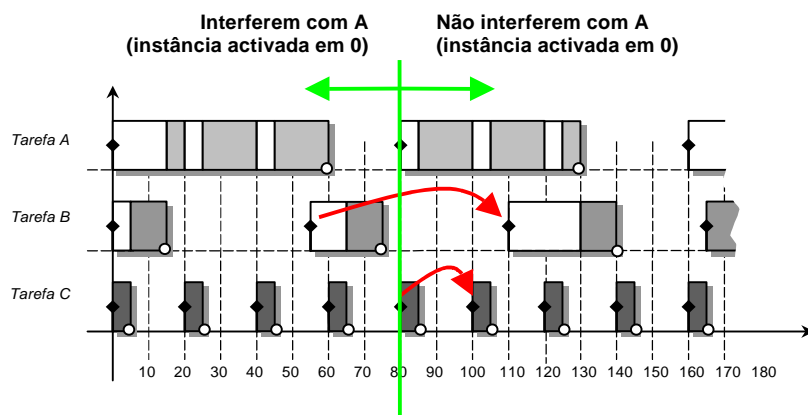 Interferem com A
(instância activada em 0)
Não interferem com A
(instância activada em 0)
Tarefa A
Tarefa B
Tarefa C
10 20 30 40 50 60 70 80 90 100 110 120 130 140 150 160 170 180